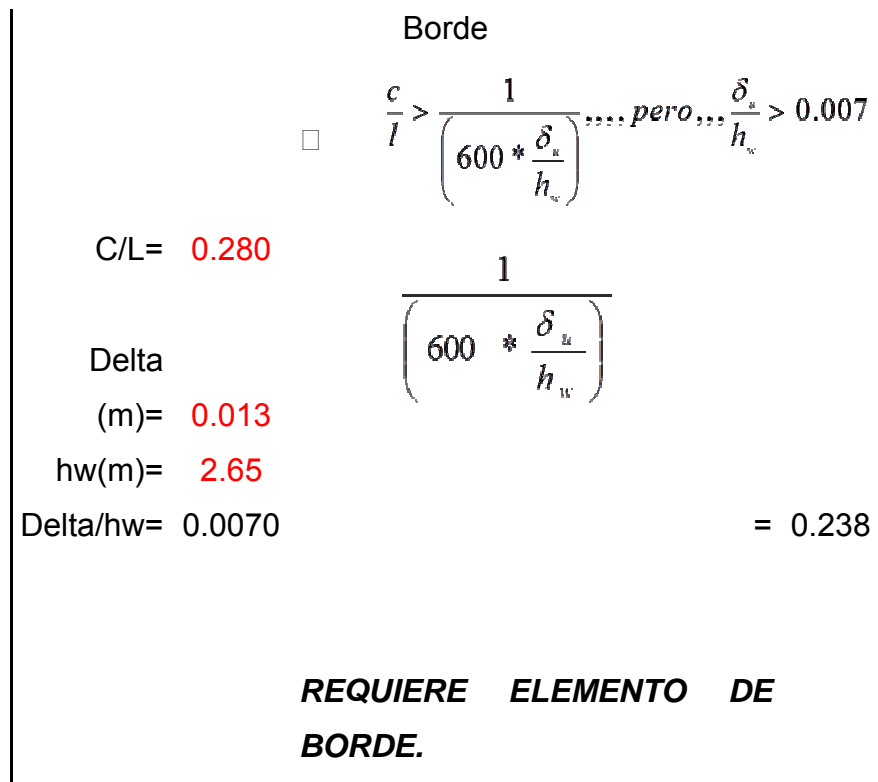 Borde
c/l > 1/(600 * δu/hw) .... pero... δu/hw > 0.007
C/L= 0.280
1/(600 * δu/hw)
Delta
(m)= 0.013
hw(m)= 2.65
Delta/hw= 0.0070 = 0.238
REQUIERE ELEMENTO DE
BORDE.